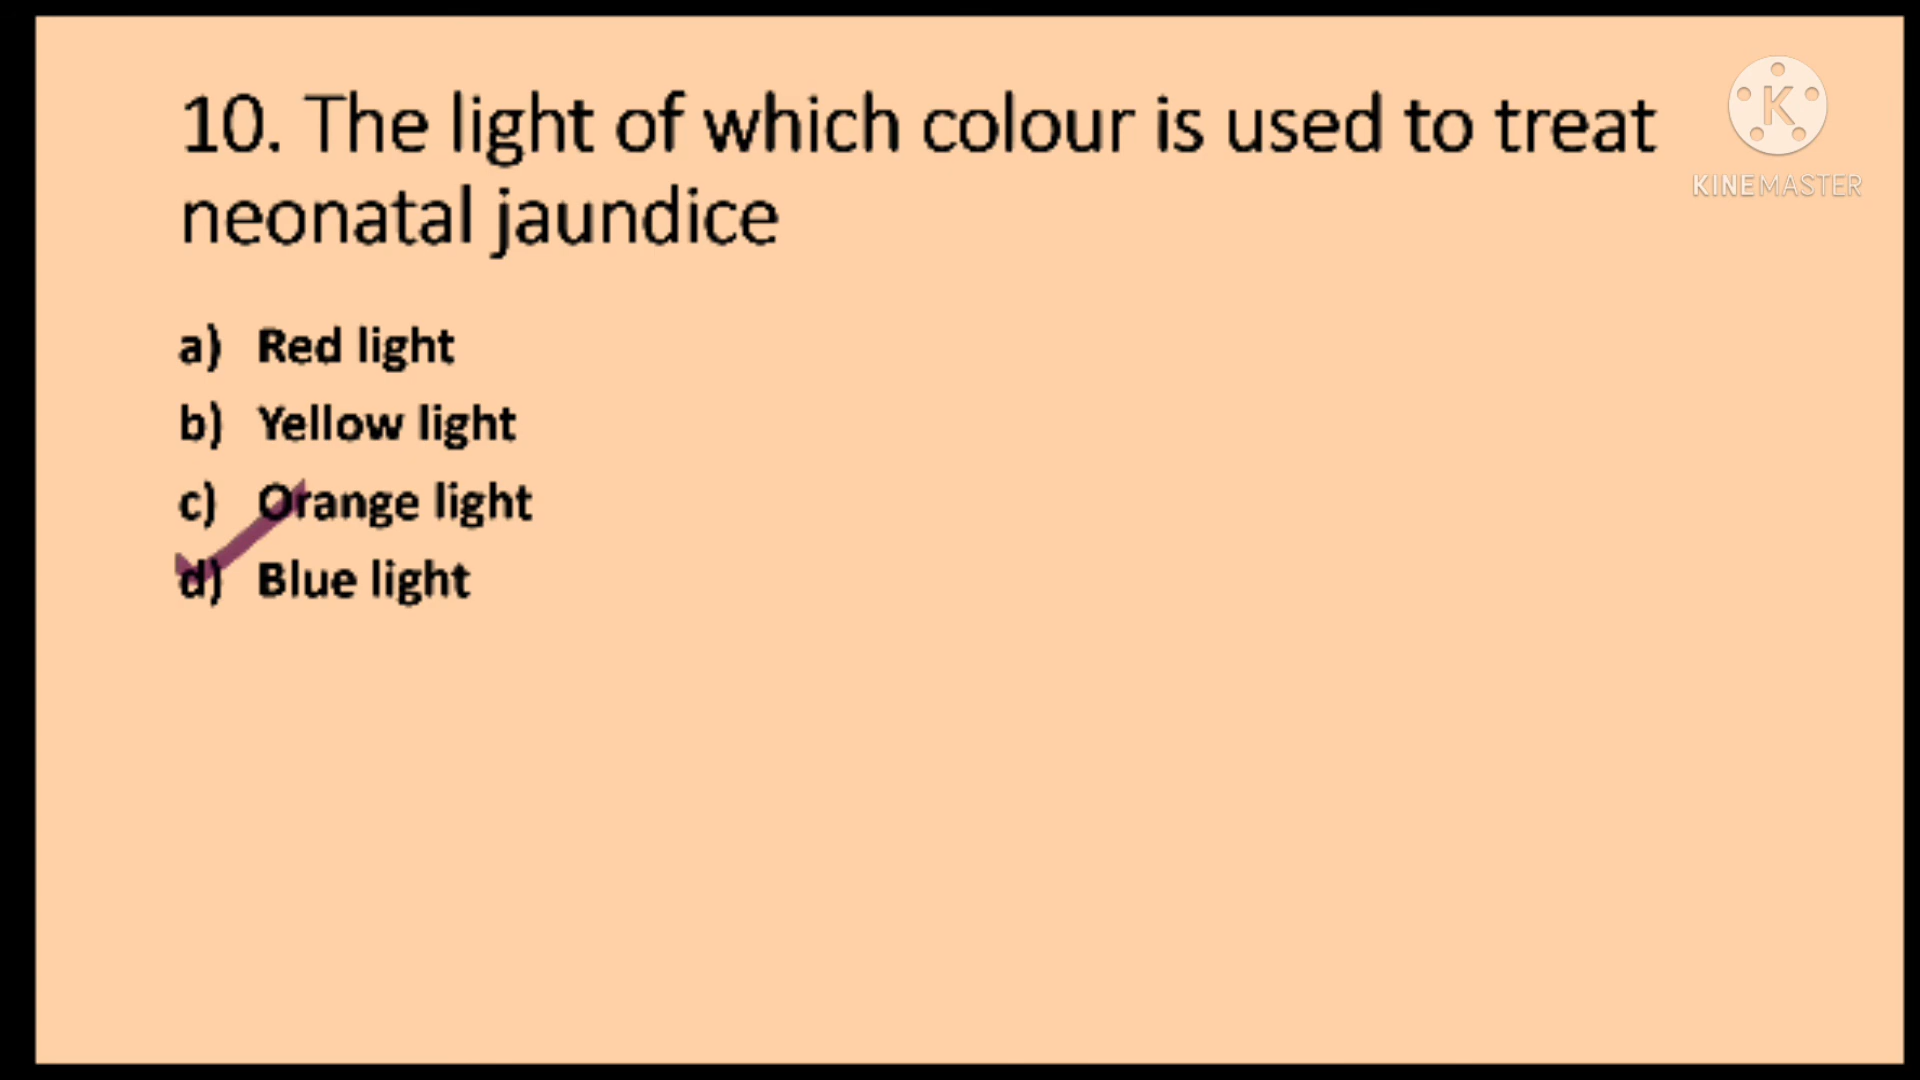 10. The light of which colour is used to treat
neonatal jaundice
K
KINEMASTER
a) Red light
b) Yellow light
c) Orange light
d) Blue light